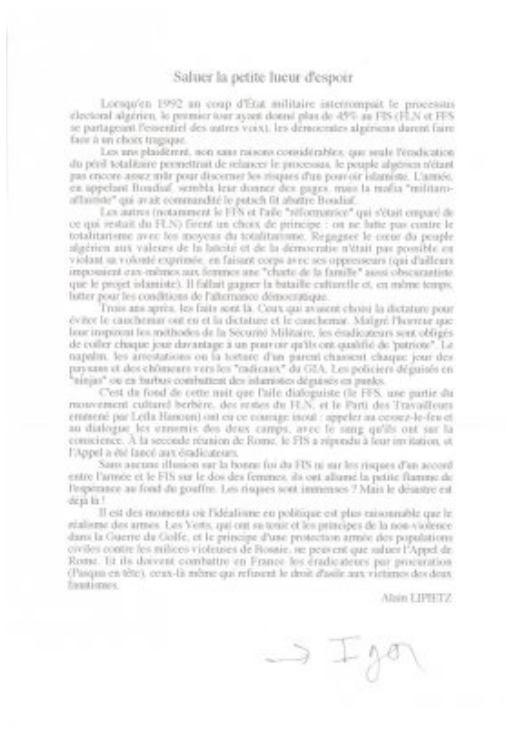 Saluer la petite lueur d'espoir
Lorsqu'en 1992 un coup d'État militaire interrompait le processus
électoral algérien, le premier tour ayant donné plus de 45% au FIS (FLN et FFS
se partageant l'essentiel des autres voix), les démocrates algériens durent faire
face à un choix tragique.
Les uns plaidèrent, non sans raisons considérables, que seule l'éradication
du péril totalitaire permettrait de relancer le processus, le peuple algérien n'étant
pas encore assez mûr pour discerner les risques d'un pouvoir islamiste. L'armée,
en appelant Boudiaf, sembla leur donner des gages, mais la mafia "militaro-
affairiste" qui avait commandité le putsch fit abattre Boudiaf.
Les autres (notamment le FFS et l'aile "réformatrice" qui s'était emparé de
ce qui restait du FLN) firent un choix de principe : on ne lutte pas contre le
totalitarisme avec les moyens du totalitarisme. Regagner le cœur du peuple
algérien aux valeurs de la laïcité et de la démocratie n'était pas possible en
violant sa volonté exprimée, en faisant corps avec ses oppresseurs (qui d'ailleurs
imposaient eux-mêmes aux femmes une "charte de la famille" aussi obscurantiste
que le projet islamiste). Il fallait gagner la bataille culturelle et, en même temps,
lutter pour les conditions de l'alternance démocratique.
Trois ans après, les faits sont là. Ceux qui avaient choisi la dictature pour
éviter le cauchemar ont eu et la dictature et le cauchemar. Malgré l'horreur que
leur inspirent les méthodes de la Sécurité Militaire, les éradicateurs sont obligés
de coller chaque jour davantage à un pouvoir qu'ils ont qualifié de "patriote". Le
napalm, les arrestations ou la torture d'un parent chassent chaque jour des
paysans et des chômeurs vers les "radicaux" du GIA. Les policiers déguisés en
"ninjas" ou en barbus combattent des islamistes déguisés en punks.
C'est du fond de cette nuit que l'aile dialoguiste (le FFS, une partie du
mouvement culturel berbère, des restes du FLN, et le Parti des Travailleurs
emmené par Leïla Hanoun) ont eu ce courage inouï : appeler au cessez-le-feu et
au dialogue les ennemis des deux camps, avec le sang qu'ils ont sur la
conscience. À la seconde réunion de Rome, le FIS a répondu à leur invitation, et
l'Appel a été lancé aux éradicateurs.
Sans aucune illusion sur la bonne foi du FIS ni sur les risques d'un accord
entre l'armée et le FIS sur le dos des femmes, ils ont allumé la petite flamme de
l'espérance au fond du gouffre. Les risques sont immenses ? Mais le désastre est
déjà là !
Il est des moments où l'idéalisme en politique est plus raisonnable que le
réalisme des armes. Les Verts, qui ont su tenir et les principes de la non-violence
dans la Guerre du Golfe, et le principe d'une protection armée des populations
civiles contre les milices violeuses de Bosnie, ne peuvent que saluer l'Appel de
Rome. Et ils doivent combattre en France les éradicateurs par procuration
(Pasqua en tête), ceux-là même qui refusent le droit d'asile aux victimes des deux
fanatismes.
Alain LIPIETZ
→ Igor